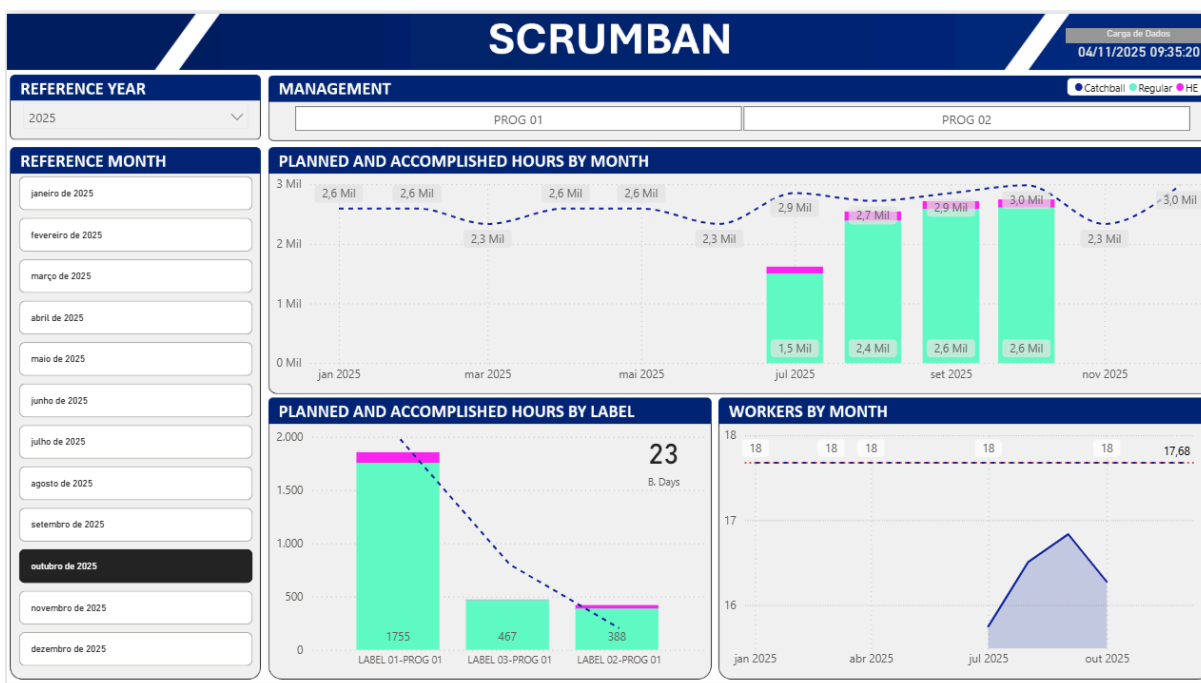 SCRUMBAN
Carga de Dados
04/11/2025 09:35:20
REFERENCE YEAR
2025
MANAGEMENT
Catchball Regular HE
PROG 01
PROG 02
REFERENCE MONTH
janeiro de 2025
fevereiro de 2025
março de 2025
abril de 2025
maio de 2025
junho de 2025
julho de 2025
agosto de 2025
setembro de 2025
outubro de 2025
novembro de 2025
dezembro de 2025
PLANNED AND ACCOMPLISHED HOURS BY MONTH
3 Mil
2 Mil
1 Mil
0 Mil
2,6 Mil 2,6 Mil 2,3 Mil 2,6 Mil 2,6 Mil 2,3 Mil 2,9 Mil 2,7 Mil 2,9 Mil 3,0 Mil 2,3 Mil 3,0 Mil
1,5 Mil 2,4 Mil 2,6 Mil 2,6 Mil
jan 2025 mar 2025 mai 2025 jul 2025 set 2025 nov 2025
PLANNED AND ACCOMPLISHED HOURS BY LABEL
2.000
1.500
1.000
500
0
23
B. Days
1755 467 388
LABEL 01-PROG 01 LABEL 03-PROG 01 LABEL 02-PROG 01
WORKERS BY MONTH
18
17
16
18 18 18 18 18 17,68
jan 2025 abr 2025 jul 2025 out 2025